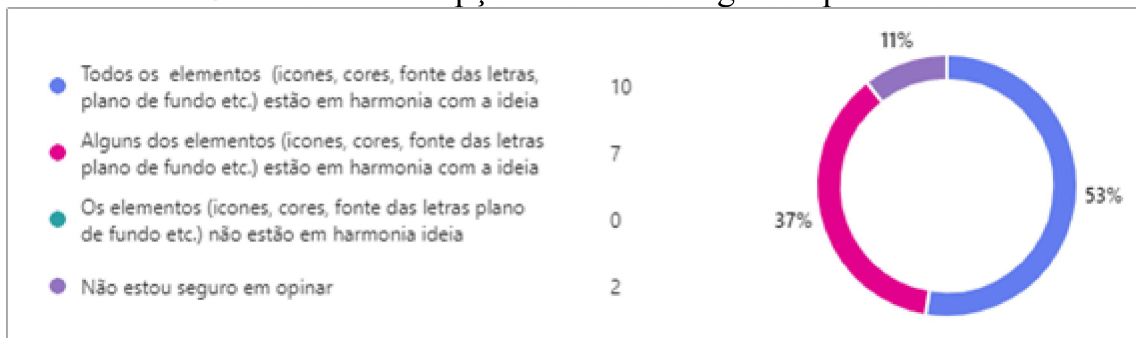 Todos os elementos (icones, cores, fonte das letras,
plano de fundo etc.) estão em harmonia com a ideia
10
Alguns dos elementos (icones, cores, fonte das letras
plano de fundo etc.) estão em harmonia com a ideia
7
Os elementos (icones, cores, fonte das letras plano
de fundo etc.) não estão em harmonia ideia
0
Não estou seguro em opinar
2
11%
53%
37%